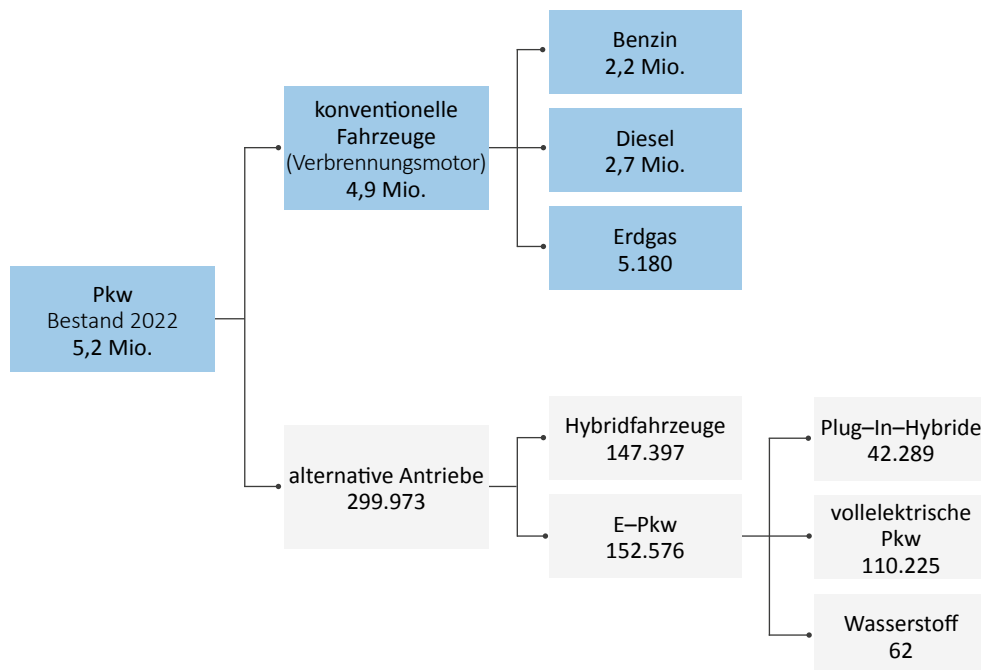 Pkw
Bestand 2022
5,2 Mio.
konventionelle
Fahrzeuge
(Verbrennungsmotor)
4,9 Mio.
Benzin
2,2 Mio.
Diesel
2,7 Mio.
Erdgas
5.180
alternative Antriebe
299.973
Hybridfahrzeuge
147.397
E–Pkw
152.576
Plug–In–Hybride
42.289
vollelektrische
Pkw
110.225
Wasserstoff
62